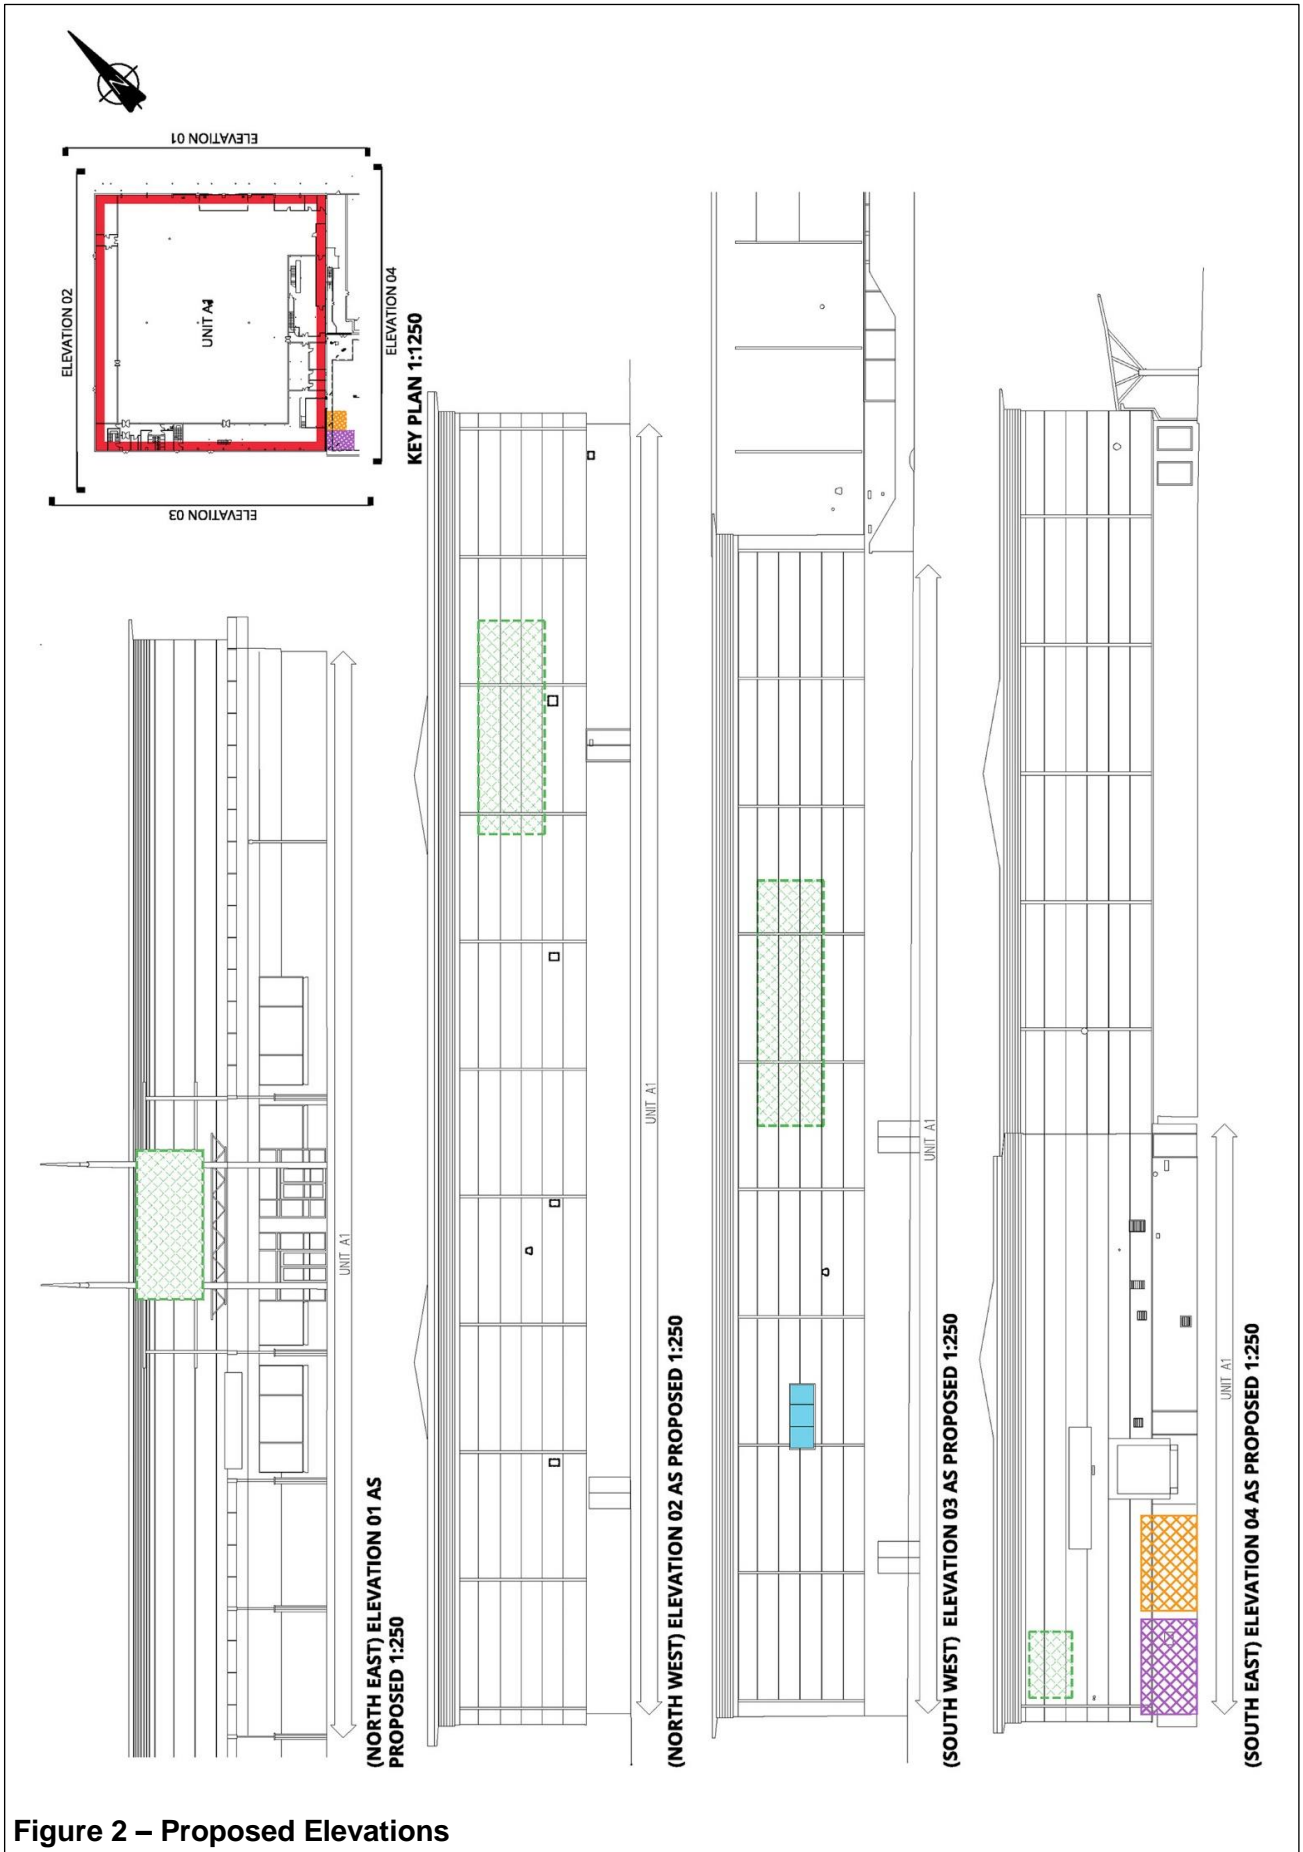 ELEVATION 01
ELEVATION 02
UNIT A1
ELEVATION 04
ELEVATION 03
KEY PLAN 1:1250
UNIT A1
(NORTH EAST) ELEVATION 01 AS
PROPOSED 1:250
UNIT A1
(NORTH WEST) ELEVATION 02 AS PROPOSED 1:250
UNIT A1
(SOUTH WEST) ELEVATION 03 AS PROPOSED 1:250
UNIT A1
(SOUTH EAST) ELEVATION 04 AS PROPOSED 1:250
Figure 2 – Proposed Elevations